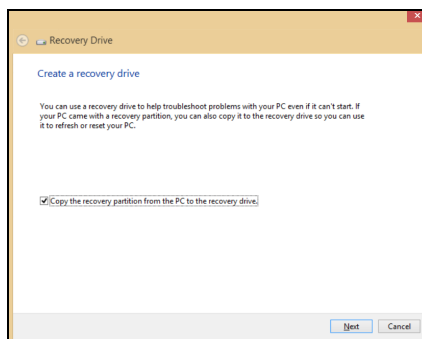 Recovery Drive
Create a recovery drive
You can use a recovery drive to help troubleshoot problems with your PC even if it can't start. If
your PC came with a recovery partition, you can also copy it to the recovery drive so you can use
it to refresh or reset your PC.
Copy the recovery partition from the PC to the recovery drive.
Next Cancel